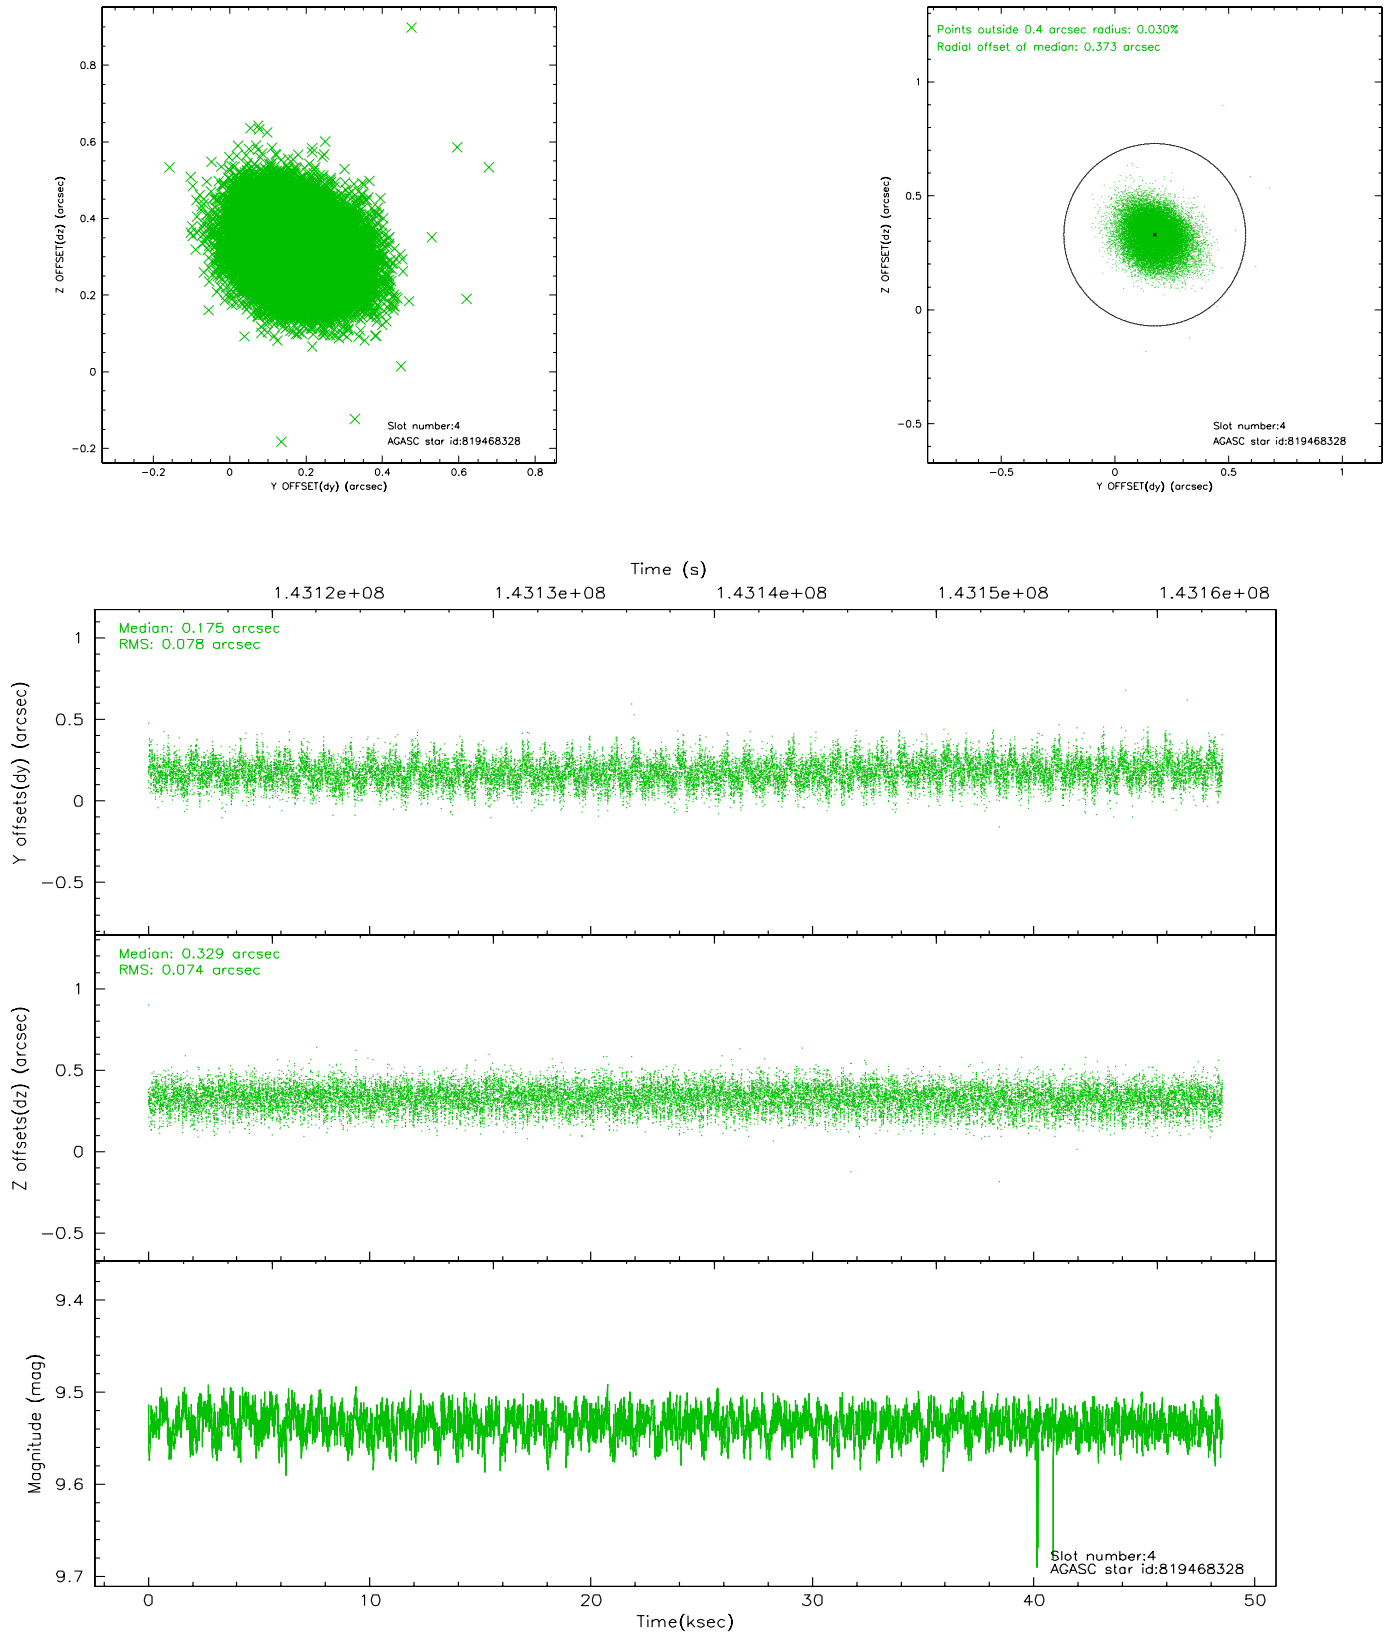 0.8
0.6
0.4
0.2
0
−0.2
−0.2 0 0.2 0.4 0.6 0.8
Z OFFSET(dz) (arcsec)
Y OFFSET(dy) (arcsec)
Slot number:4
AGASC star id:819468328
Points outside 0.4 arcsec radius: 0.030%
Radial offset of median: 0.373 arcsec
1
0.5
0
−0.5
−0.5 0 0.5 1
Z OFFSET(dz) (arcsec)
Y OFFSET(dy) (arcsec)
Slot number:4
AGASC star id:819468328
Time (s)
1.4312e+08 1.4313e+08 1.4314e+08 1.4315e+08 1.4316e+08
Median: 0.175 arcsec
RMS: 0.078 arcsec
1
0.5
0
−0.5
Y offsets(dy) (arcsec)
Median: 0.329 arcsec
RMS: 0.074 arcsec
1
0.5
0
−0.5
Z offsets(dz) (arcsec)
9.4
9.5
9.6
9.7
Magnitude (mag)
Slot number:4
AGASC star id:819468328
0 10 20 30 40 50
Time(ksec)